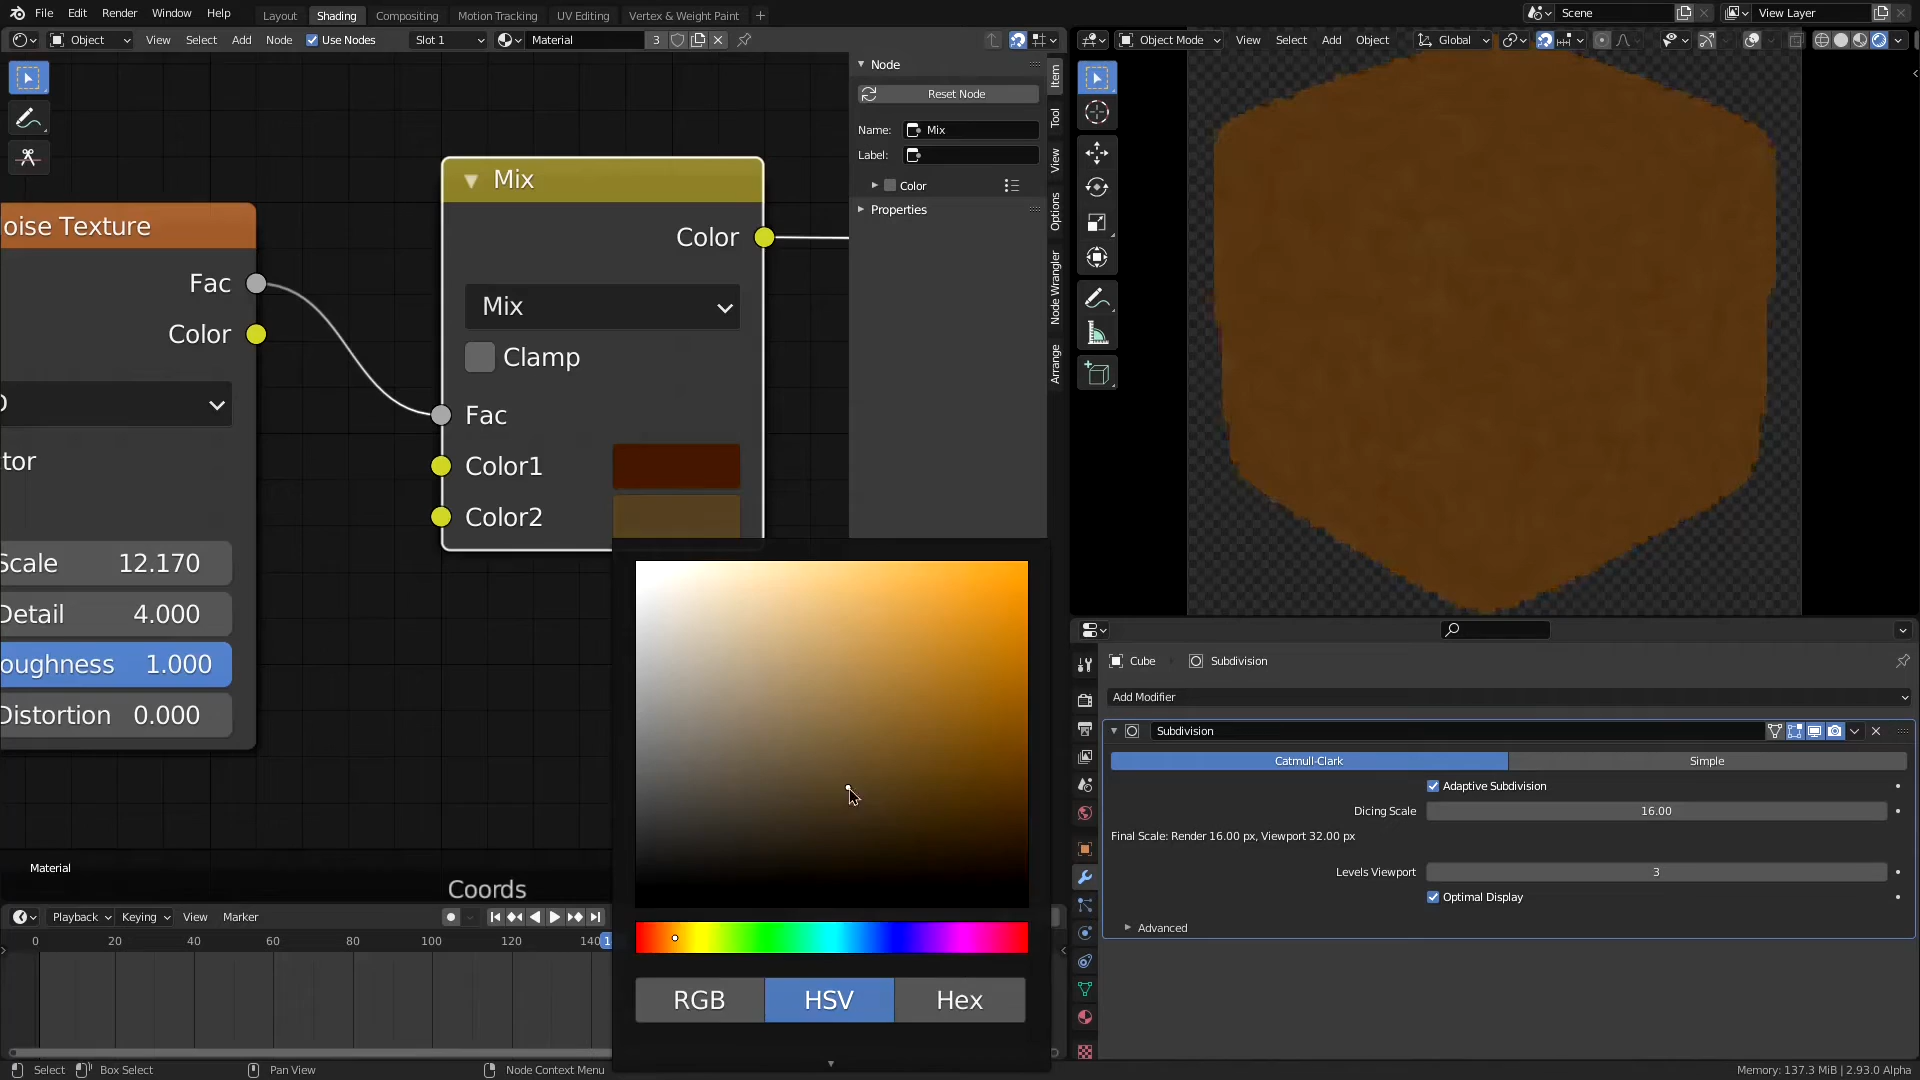 File Edit Render Window Help
Layout Shading Compositing Motion Tracking UV Editing Vertex & Weight Paint +
Scene
View Layer
Object View Select Add Node Use Nodes Slot 1 Material 3
Object Mode View Select Add Object Global
Node
Reset Node
Name: Mix
Label:
Color
Properties
Item
Tool
View
Options
Node Wrangler
Arrange
oise Texture
Fac
Color
tor
Scale 12.170
Detail 4.000
oughness 1.000
Distortion 0.000
Mix
Color
Mix
Clamp
Fac
Color1
Color2
RGB HSV Hex
Material
Coords
Playback Keying View Marker
0 20 40 60 80 100 120 140 1
Cube Subdivision
Add Modifier
Subdivision
Catmull-Clark Simple
Adaptive Subdivision
Dicing Scale 16.00
Final Scale: Render 16.00 px, Viewport 32.00 px
Levels Viewport 3
Optimal Display
Advanced
Select Box Select Pan View Node Context Menu
Memory: 137.3 MiB | 2.93.0 Alpha